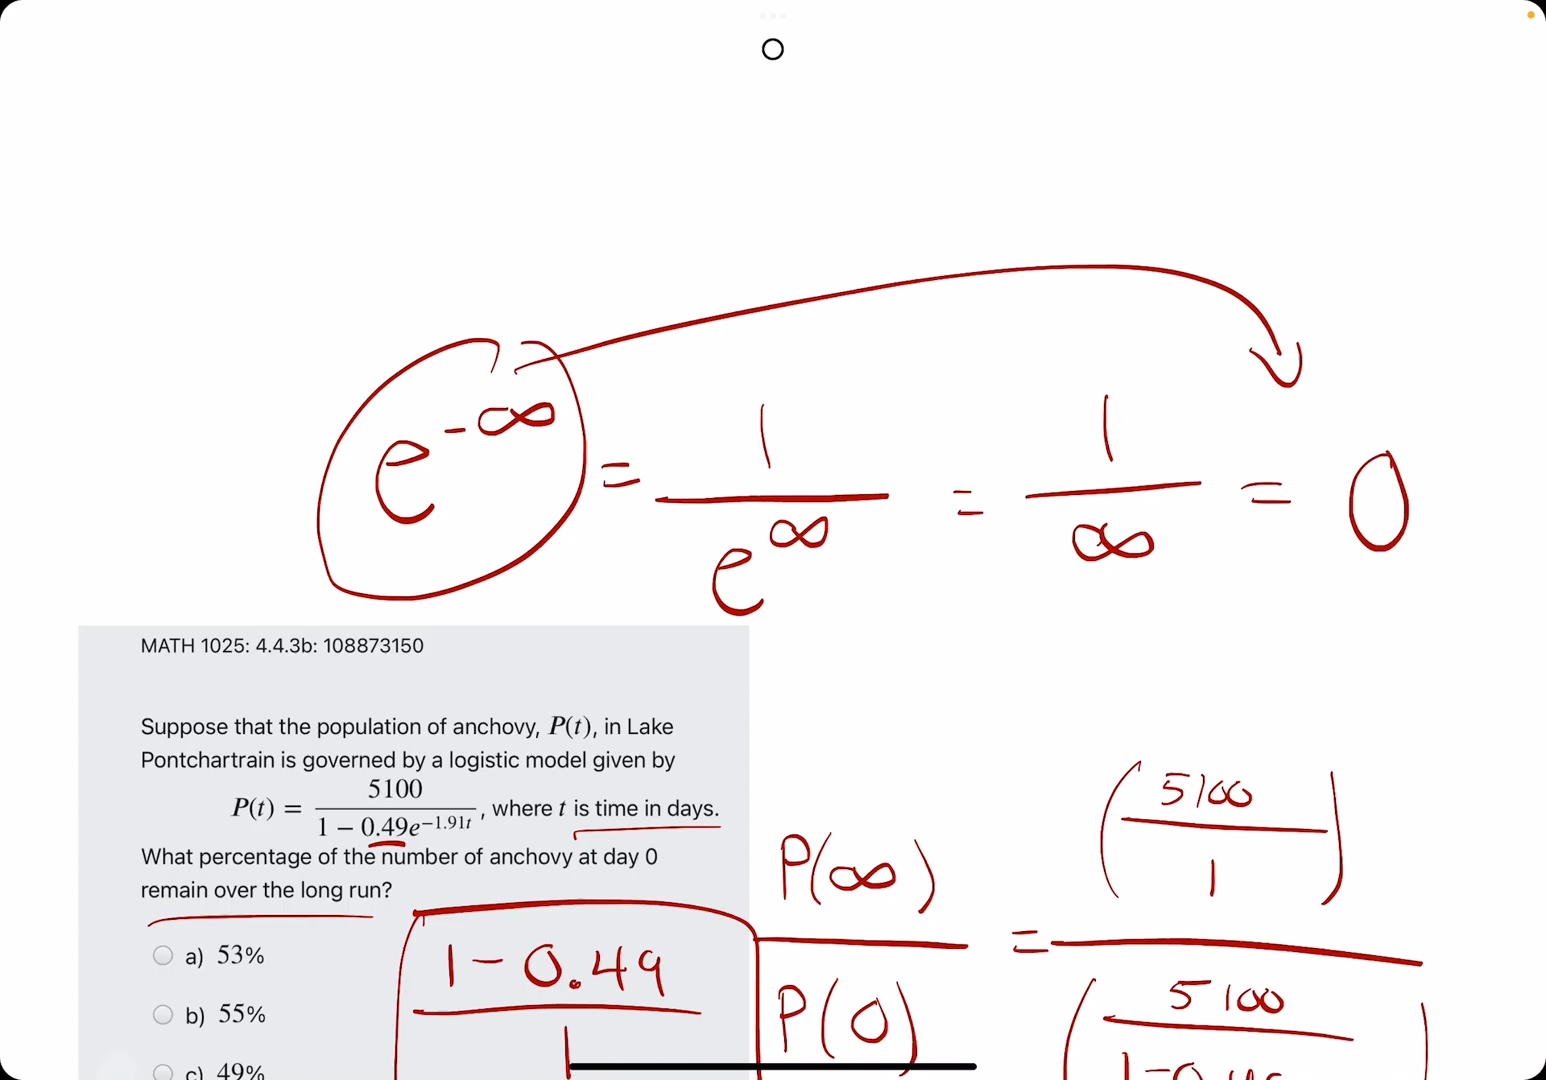 e^{-∞} = 1/e^∞ = 1/∞ = 0
MATH 1025: 4.4.3b: 108873150
Suppose that the population of anchovy, P(t), in Lake
Pontchartrain is governed by a logistic model given by
P(t) = 5100/(1 − 0.49e^{−1.91t}), where t is time in days.
What percentage of the number of anchovy at day 0
remain over the long run?
a) 53%
b) 55%
c) 49%
(1 − 0.49)/1
P(∞)/P(0) = (5100/1)/(5100/